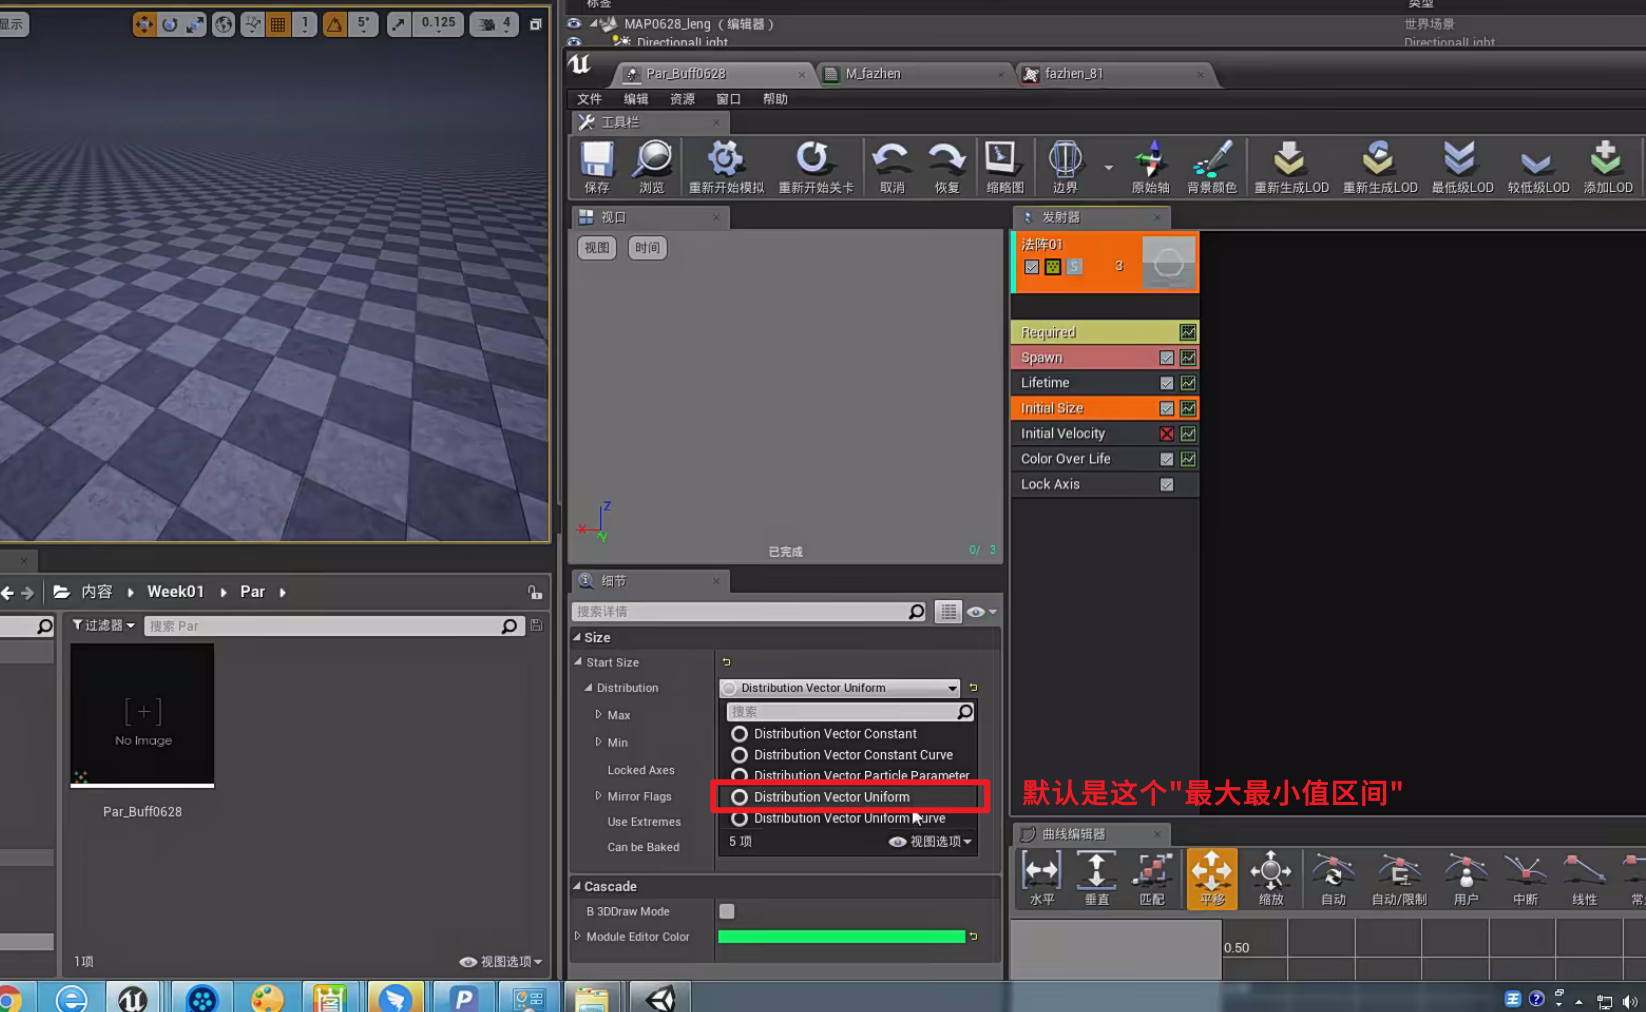 显示
1
5°
0.125
4
标签
类型
MAP0628_leng（编辑器）
世界场景
DirectionalLight
DirectionalLight
Par_Buff0628
M_fazhen
fazhen_81
文件
编辑
资源
窗口
帮助
工具栏
保存
浏览
重新开始模拟
重新开始关卡
取消
恢复
缩略图
边界
原始轴
背景颜色
重新生成LOD
重新生成LOD
最低级LOD
较低级LOD
添加LOD
视口
视图
时间
Z
X
Y
已完成
0/ 3
发射器
法阵01
S
3
Required
Spawn
Lifetime
Initial Size
Initial Velocity
Color Over Life
Lock Axis
内容
Week01
Par
过滤器
搜索 Par
[+]
No Image
Par_Buff0628
1项
视图选项
细节
搜索详情
Size
Start Size
Distribution
Distribution Vector Uniform
Max
Min
Locked Axes
Mirror Flags
Use Extremes
Can be Baked
搜索
Distribution Vector Constant
Distribution Vector Constant Curve
Distribution Vector Particle Parameter
Distribution Vector Uniform
Distribution Vector Uniform Curve
5 项
视图选项
Cascade
B 3DDraw Mode
Module Editor Color
默认是这个"最大最小值区间"
曲线编辑器
水平
垂直
匹配
平移
缩放
自动
自动/限制
用户
中断
线性
0.50